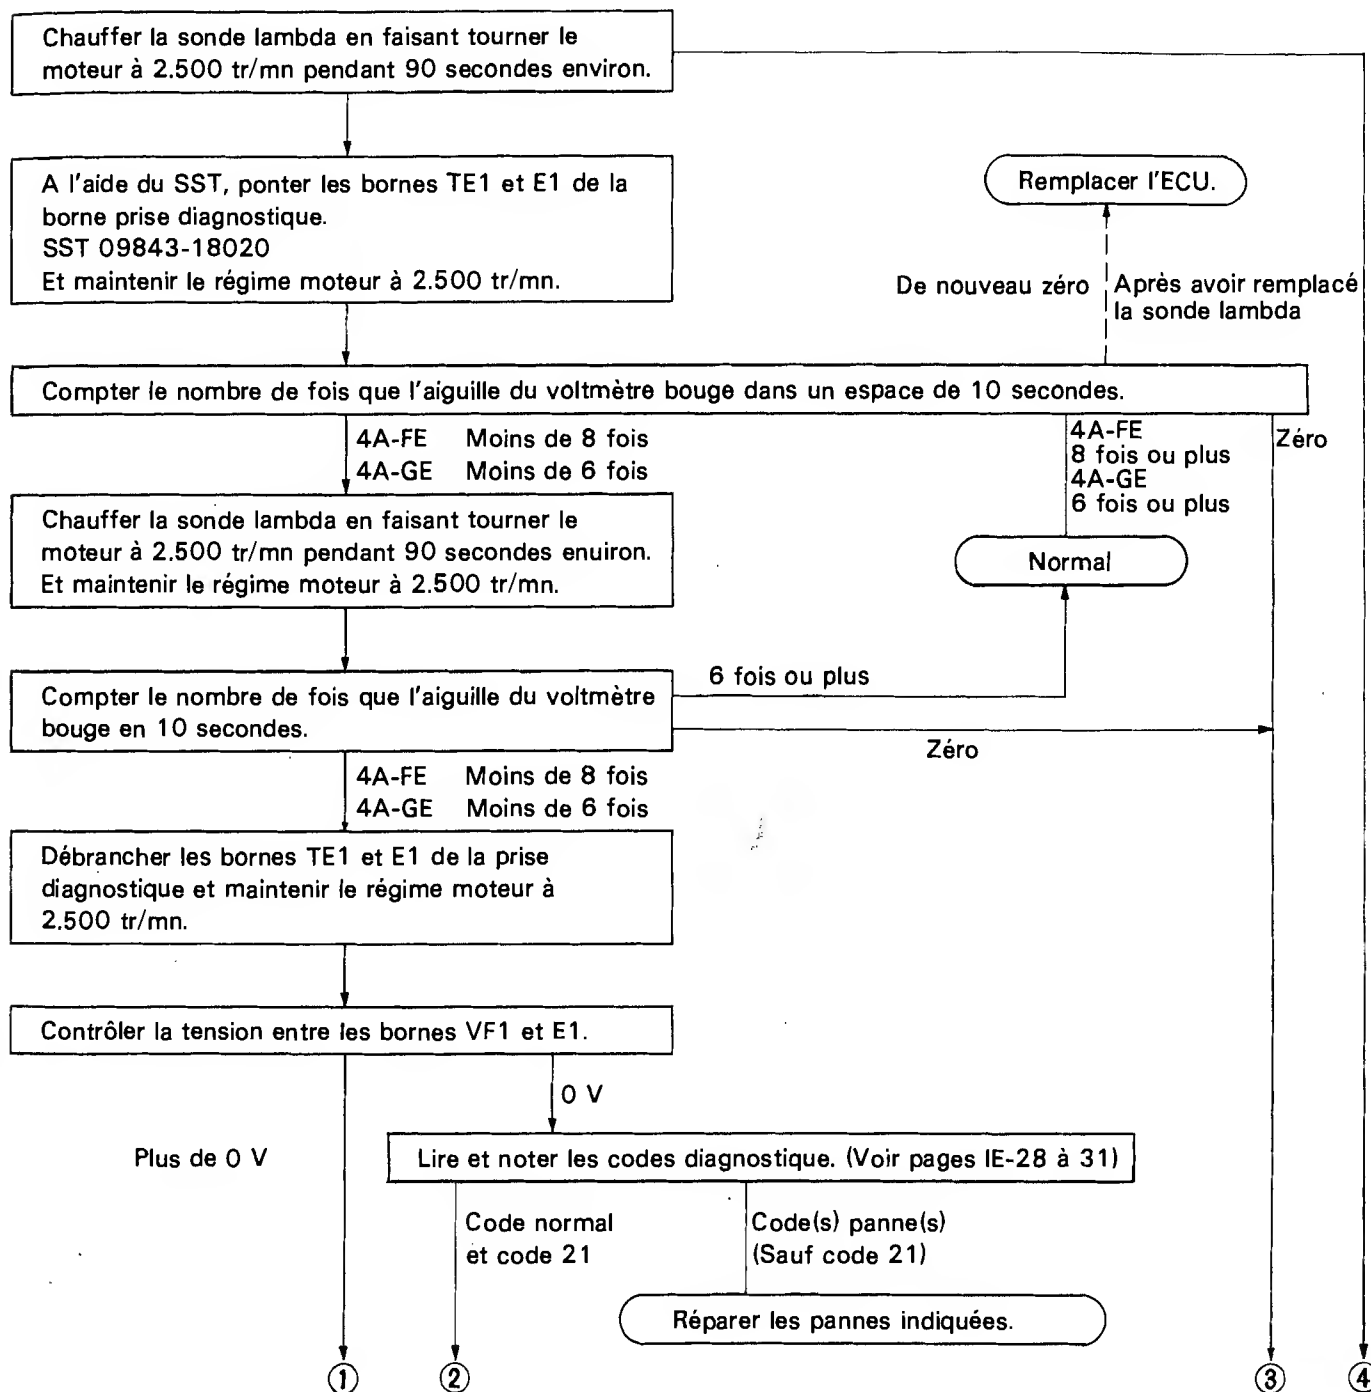 Chauffer la sonde lambda en faisant tourner le
moteur à 2.500 tr/mn pendant 90 secondes environ.
A l'aide du SST, ponter les bornes TE1 et E1 de la
borne prise diagnostique.
SST 09843-18020
Et maintenir le régime moteur à 2.500 tr/mn.
Remplacer l'ECU.
De nouveau zéro
Après avoir remplacé
la sonde lambda
Compter le nombre de fois que l'aiguille du voltmètre bouge dans un espace de 10 secondes.
4A-FE Moins de 8 fois
4A-GE Moins de 6 fois
4A-FE
8 fois ou plus
4A-GE
6 fois ou plus
Zéro
Chauffer la sonde lambda en faisant tourner le
moteur à 2.500 tr/mn pendant 90 secondes enuiron.
Et maintenir le régime moteur à 2.500 tr/mn.
Normal
Compter le nombre de fois que l'aiguille du voltmètre
bouge en 10 secondes.
6 fois ou plus
Zéro
4A-FE Moins de 8 fois
4A-GE Moins de 6 fois
Débrancher les bornes TE1 et E1 de la prise
diagnostique et maintenir le régime moteur à
2.500 tr/mn.
Contrôler la tension entre les bornes VF1 et E1.
0 V
Plus de 0 V
Lire et noter les codes diagnostique. (Voir pages IE-28 à 31)
Code normal
et code 21
Code(s) panne(s)
(Sauf code 21)
Réparer les pannes indiquées.
① ② ③ ④